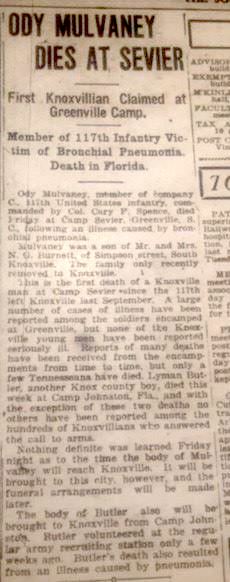 ODY MULVANEY
DIES AT SEVIER
First Knoxvillian Claimed at
Greenville Camp.
Member of 117th Infantry Vic-
tim of Bronchial Pneumonia.
Death in Florida.
Ody Mulvaney, member of company
C., 117th United States infantry, com-
manded by Col. Cary F. Spence, died
Friday at Camp Sevier, Greenville, S.
C., following an illness caused by bron-
chial pneumonia.
Mulvaney was a son of Mr. and Mrs.
N. G. Burnett, of Simpson street, South
Knoxville. The family only recently
removed to Knoxville.
This is the first death of a Knoxville
man at Camp Sevier since the 117th
left Knoxville last September. A large
number of cases of illness have been
reported among the soldiers encamped
at Greenville, but none of the Knox-
ville young men have been reported
seriously ill. Reports of many deaths
have been received from the encamp-
ments from time to time, but only a
few Tennesseans have died. Lyman But-
ler, another Knox county boy, died this
week at Camp Johnston, Fla., and with
the exception of these two deaths no
others have been reported among the
hundreds of Knoxvillians who answered
the call to arms.
Nothing definite was learned Friday
night as to the time the body of Mul-
vaney will reach Knoxville. It will be
brought to this city, however, and the
funeral arrangements will be made
later.
The body of Butler also will be
brought to Knoxville from Camp John-
ston. Butler volunteered at the regu-
lar army recruiting station only a few
weeks ago. Butler's death also resulted
from an illness caused by pneumonia.
ADVISOR
build
EXEMPT
build
McKINL
hall,
FACULT
meet
TAX
10
POST